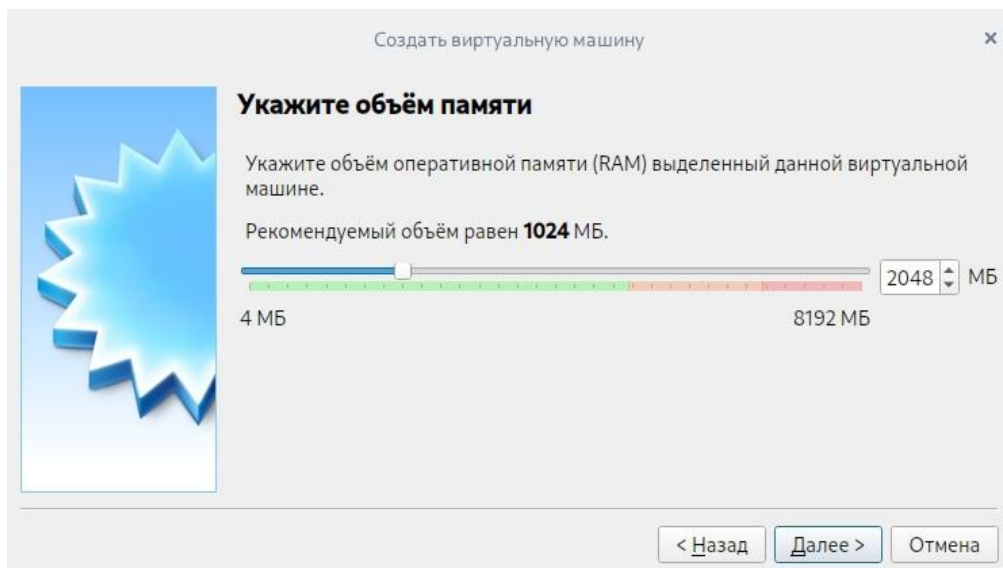 Создать виртуальную машину
Укажите объём памяти
Укажите объём оперативной памяти (RAM) выделенный данной виртуальной
машине.
Рекомендуемый объём равен 1024 МБ.
2048 МБ
4 МБ 8192 МБ
< Назад Далее > Отмена